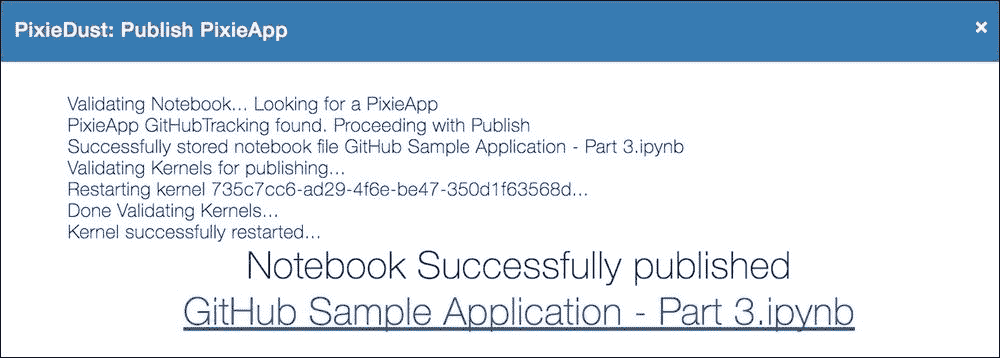 PixieDust: Publish PixieApp
×
Validating Notebook... Looking for a PixieApp
PixieApp GitHubTracking found. Proceeding with Publish
Successfully stored notebook file GitHub Sample Application - Part 3.ipynb
Validating Kernels for publishing...
Restarting kernel 735c7cc6-ad29-4f6e-be47-350d1f63568d...
Done Validating Kernels...
Kernel successfully restarted...
Notebook Successfully published
GitHub Sample Application - Part 3.ipynb